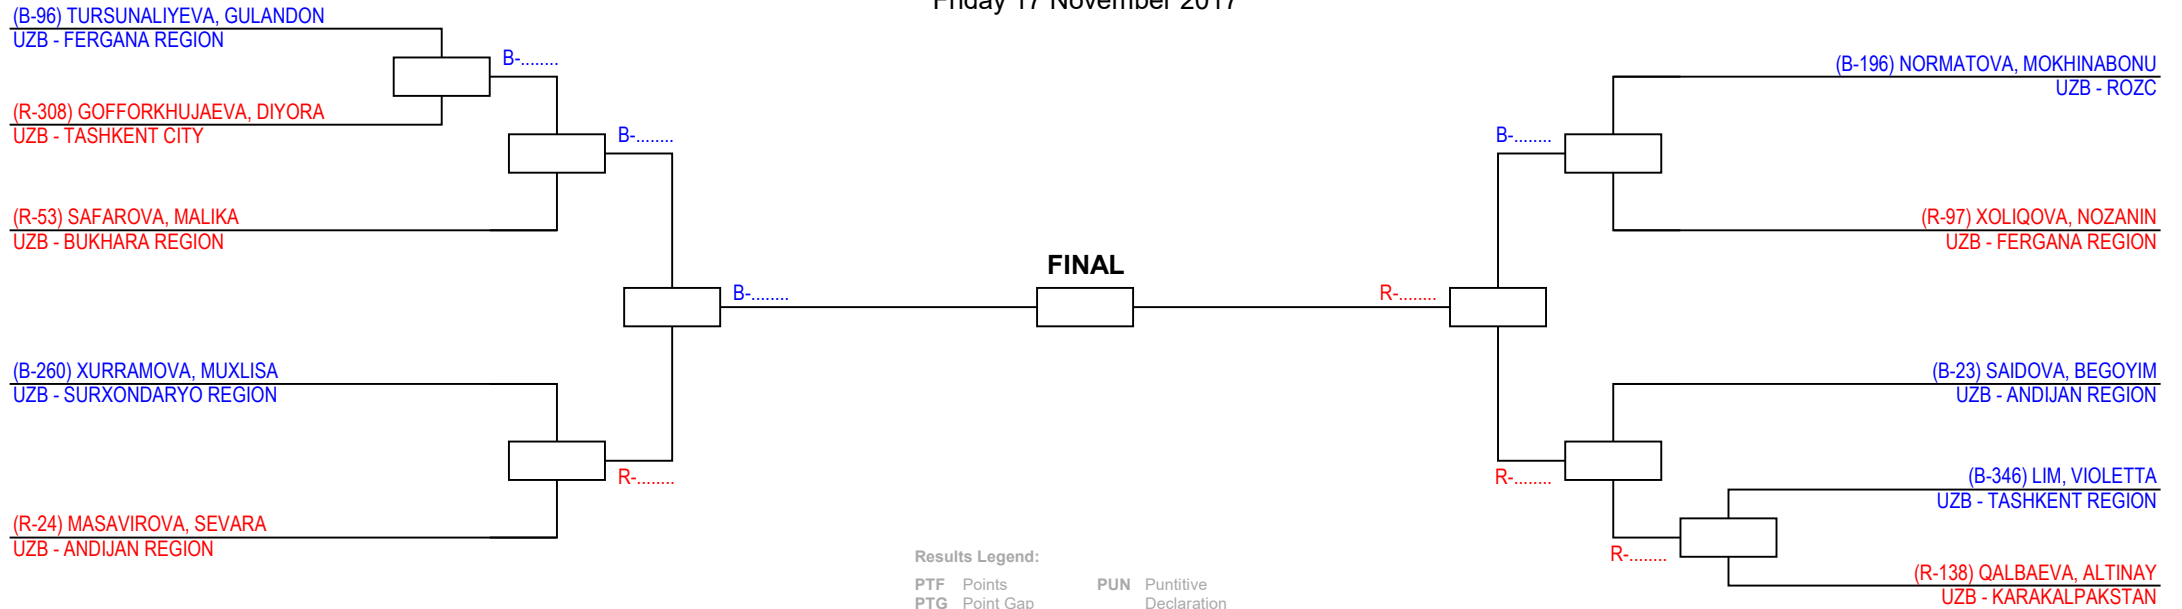 Friday 17 November 2017
(B-96) TURSUNALIYEVA, GULANDON
UZB - FERGANA REGION
B-........
(R-308) GOFFORKHUJAEVA, DIYORA
UZB - TASHKENT CITY
B-........
(R-53) SAFAROVA, MALIKA
UZB - BUKHARA REGION
B-........
(B-260) XURRAMOVA, MUXLISA
UZB - SURXONDARYO REGION
R-........
(R-24) MASAVIROVA, SEVARA
UZB - ANDIJAN REGION
FINAL
(B-196) NORMATOVA, MOKHINABONU
UZB - ROZC
B-........
(R-97) XOLIQOVA, NOZANIN
UZB - FERGANA REGION
R-........
(B-23) SAIDOVA, BEGOYIM
UZB - ANDIJAN REGION
R-........
(B-346) LIM, VIOLETTA
UZB - TASHKENT REGION
R-........
(R-138) QALBAEVA, ALTINAY
UZB - KARAKALPAKSTAN
Results Legend:
PTF Points PUN Puntitive
PTG Point Gap Declaration